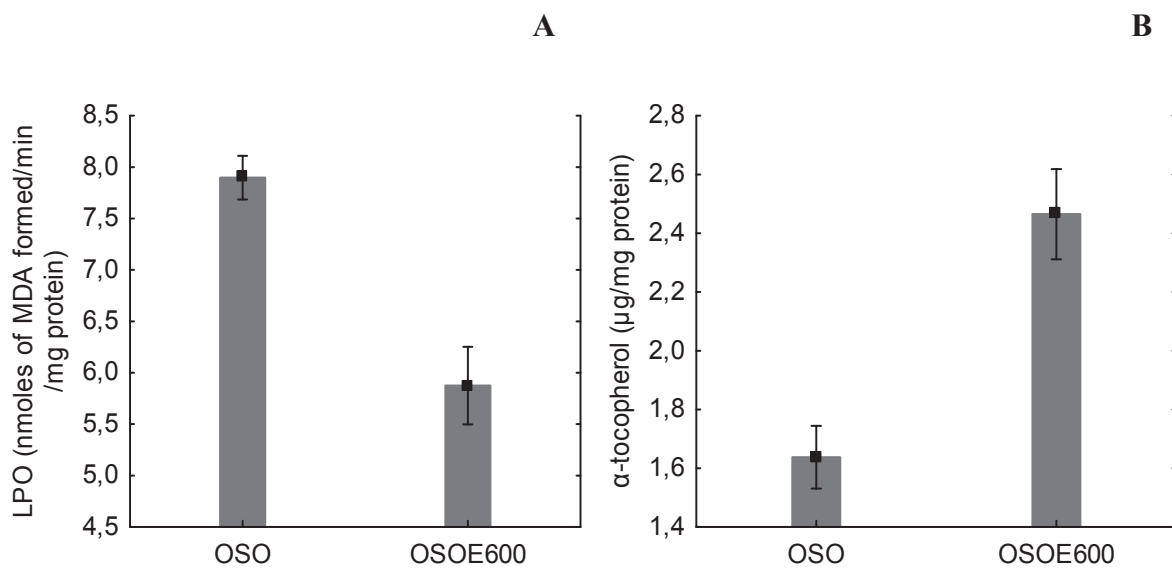 A
LPO (nmoles of MDA formed/min
/mg protein)
8,5
8,0
7,5
7,0
6,5
6,0
5,5
5,0
4,5
OSO OSOE600
B
α-tocopherol (µg/mg protein)
2,8
2,6
2,4
2,2
2,0
1,8
1,6
1,4
OSO OSOE600